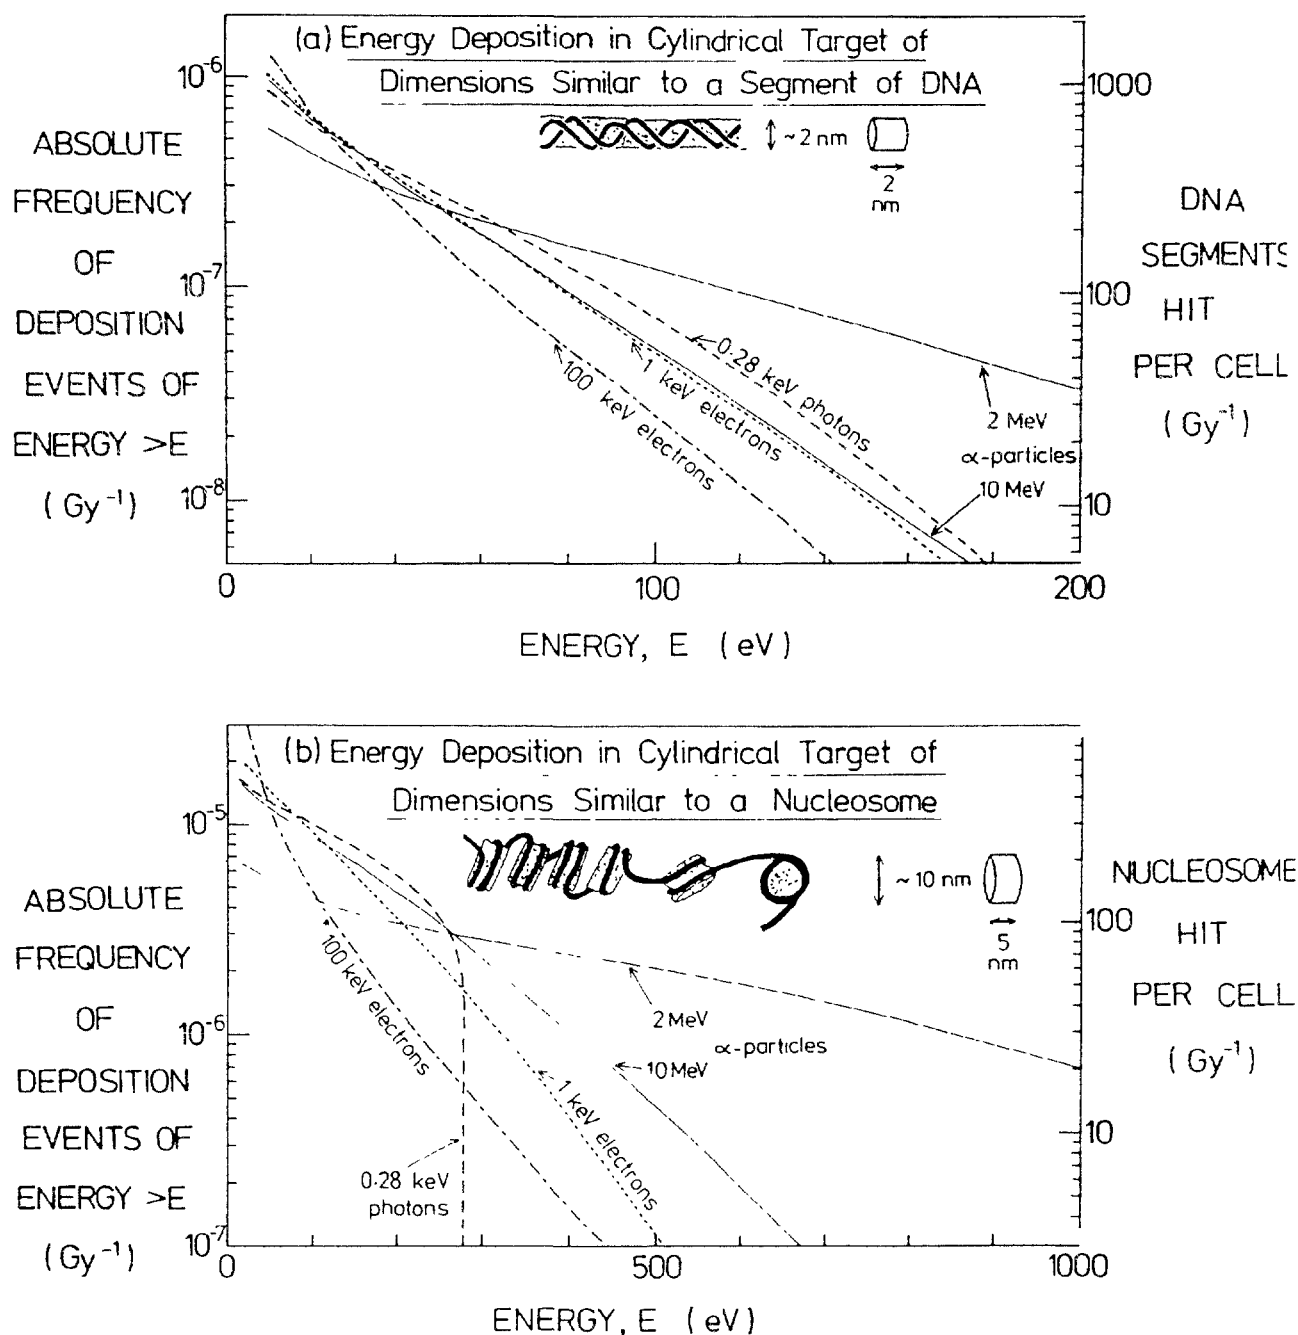 (a) Energy Deposition in Cylindrical Target of
Dimensions Similar to a Segment of DNA
~2 nm
2
nm
ABSOLUTE
FREQUENCY
OF
DEPOSITION
EVENTS OF
ENERGY >E
(Gy⁻¹)
10⁻⁶
10⁻⁷
10⁻⁸
1000
100
10
DNA
SEGMENTS
HIT
PER CELL
(Gy⁻¹)
100 keV electrons
1 keV electrons
0·28 keV photons
2 MeV
α-particles
10 MeV
0
100
200
ENERGY, E (eV)
(b) Energy Deposition in Cylindrical Target of
Dimensions Similar to a Nucleosome
~10 nm
5
nm
ABSOLUTE
FREQUENCY
OF
DEPOSITION
EVENTS OF
ENERGY >E
(Gy⁻¹)
10⁻⁵
10⁻⁶
10⁻⁷
100
10
NUCLEOSOME
HIT
PER CELL
(Gy⁻¹)
100 keV electrons
0·28 keV
photons
1 keV electrons
2 MeV
α-particles
10 MeV
0
500
1000
ENERGY, E (eV)